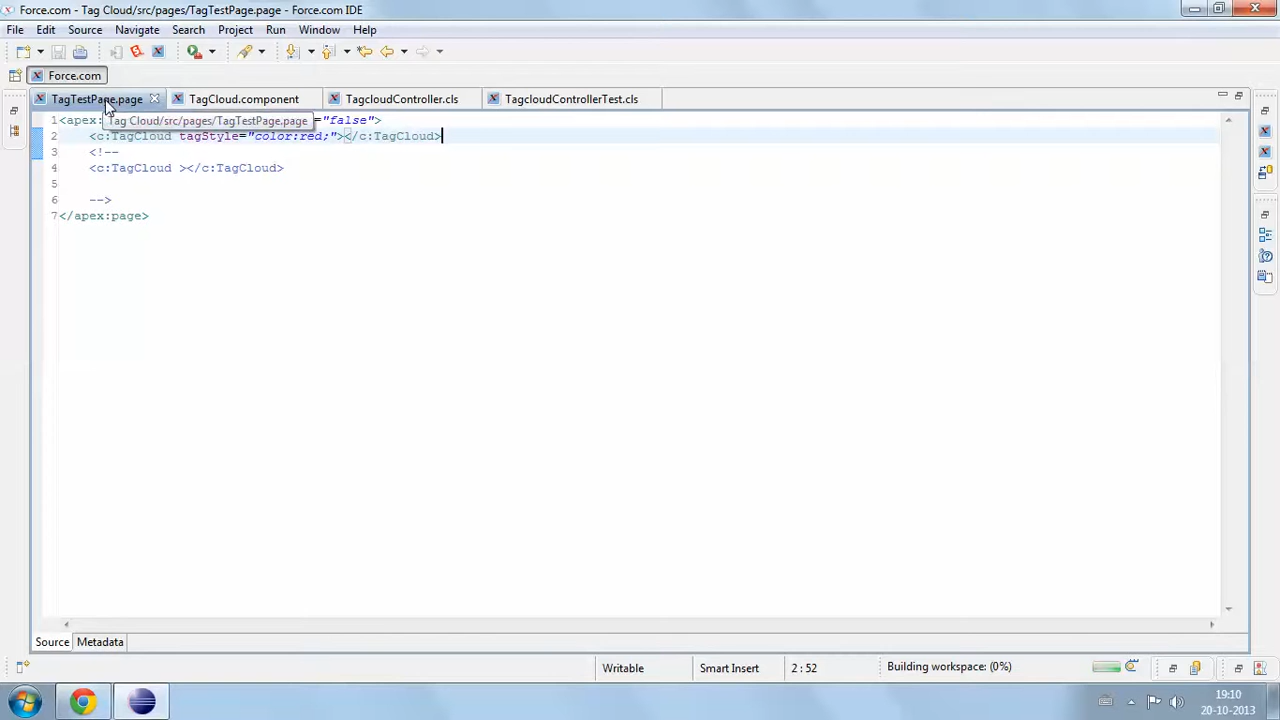 Force.com - Tag Cloud/src/pages/TagTestPage.page - Force.com IDE
File Edit Source Navigate Search Project Run Window Help
Force.com
TagTestPage.page TagCloud.component TagcloudController.cls TagcloudControllerTest.cls
Tag Cloud/src/pages/TagTestPage.page
1 <apex: ="false">
2 <c:TagCloud tagStyle="color:red;"></c:TagCloud>
3 <!--
4 <c:TagCloud ></c:TagCloud>
5
6 -->
7 </apex:page>
Source Metadata
Writable Smart Insert 2 : 52 Building workspace: (0%)
19:10
20-10-2013